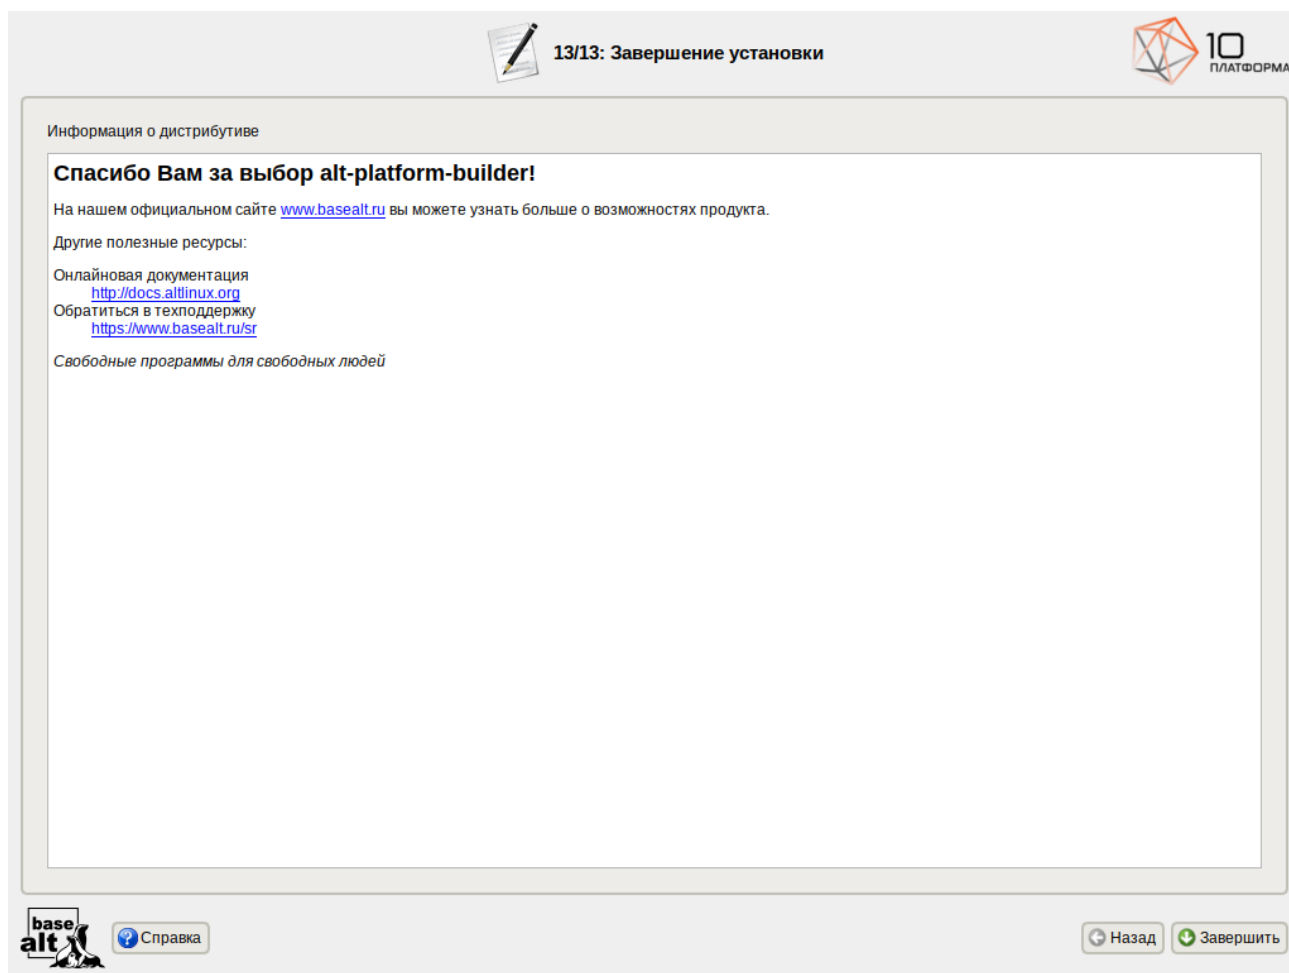 13/13: Завершение установки
10
ПЛАТФОРМА
Информация о дистрибутиве
Спасибо Вам за выбор alt-platform-builder!
На нашем официальном сайте www.basealt.ru вы можете узнать больше о возможностях продукта.
Другие полезные ресурсы:
Онлайновая документация
http://docs.altlinux.org
Обратиться в техподдержку
https://www.basealt.ru/sr
Свободные программы для свободных людей
base
alt
Справка
Назад
Завершить